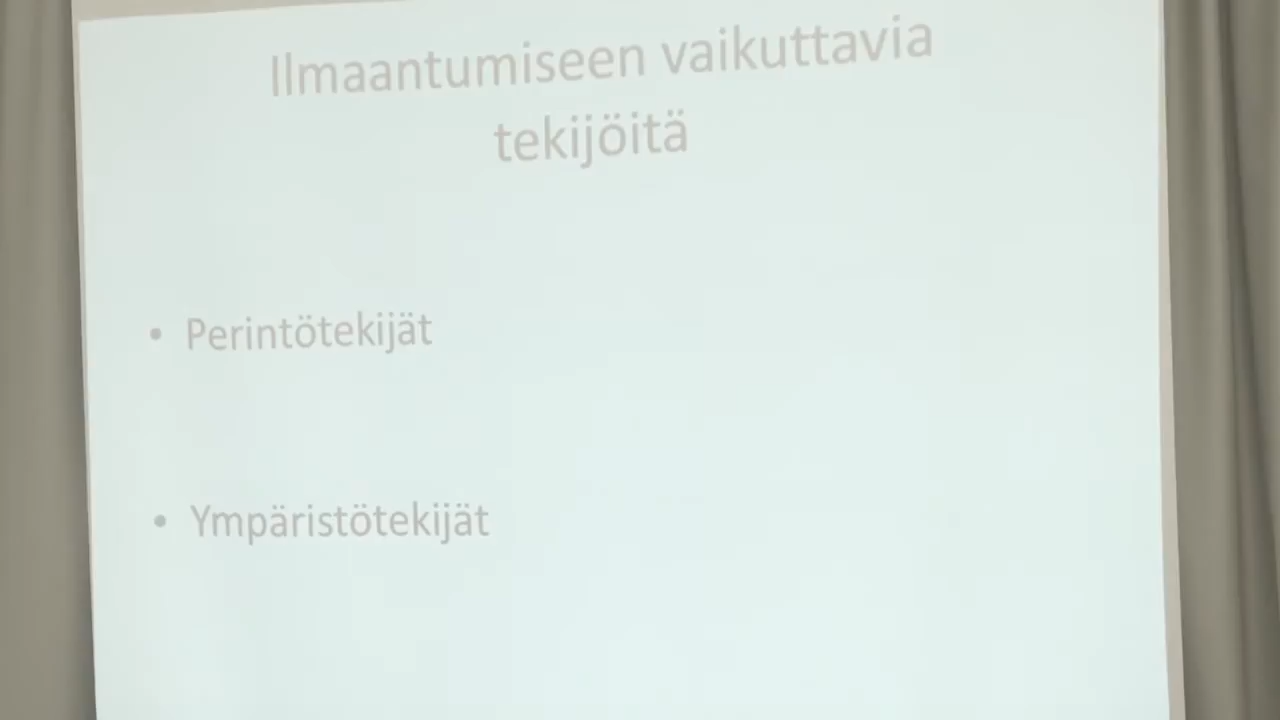 Ilmaantumiseen vaikuttavia
tekijöitä
• Perintötekijät
• Ympäristötekijät